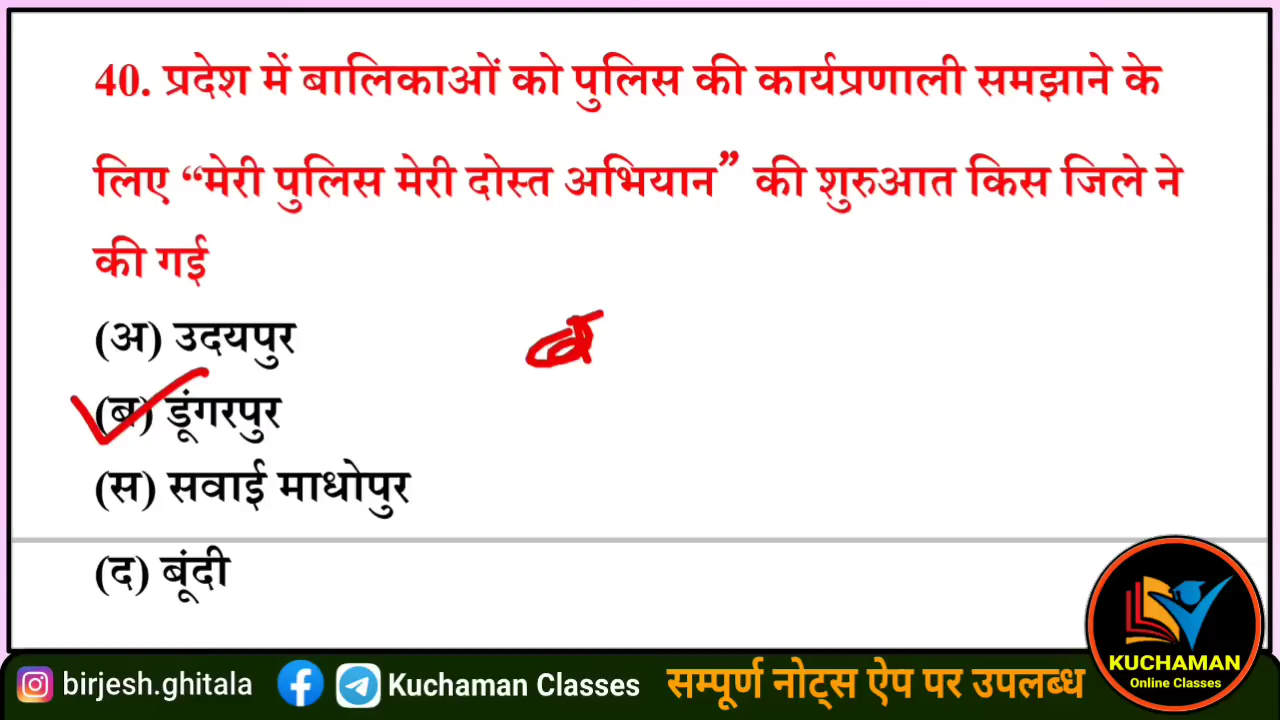 40. प्रदेश में बालिकाओं को पुलिस की कार्यप्रणाली समझाने के
लिए “मेरी पुलिस मेरी दोस्त अभियान” की शुरुआत किस जिले ने
की गई
(अ) उदयपुर
(ब) डूंगरपुर
(स) सवाई माधोपुर
(द) बूंदी
KUCHAMAN
Online Classes
birjesh.ghitala
Kuchaman Classes
सम्पूर्ण नोट्स ऐप पर उपलब्ध